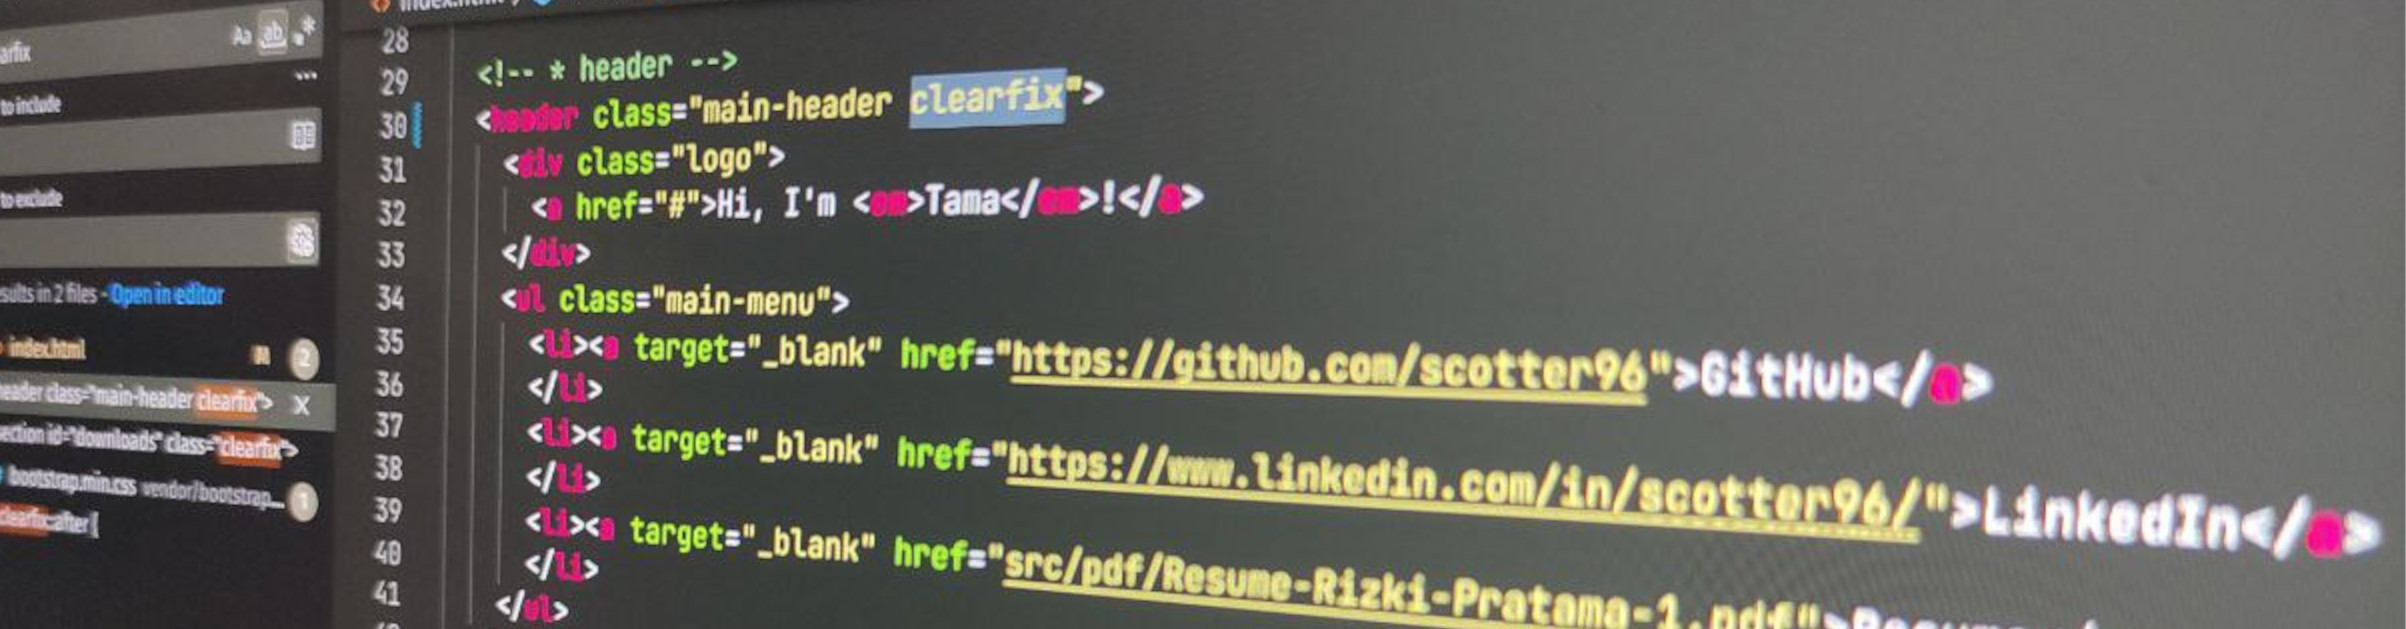 arfix Aa ab
...
to include
to exclude
sults in 2 files - Open in editor
index.html M 2
eader class="main-header clearfix"> X
ection id="downloads" class="clearfix">
bootstrap.min.css vendor/bootstrap... 1
clearfix:after{
index.html
28
29 <!-- * header -->
30 <header class="main-header clearfix">
31 <div class="logo">
32 <a href="#">Hi, I'm <em>Tama</em>!</a>
33 </div>
34 <ul class="main-menu">
35 <li><a target="_blank" href="https://github.com/scotter96">GitHub</a>
36 </li>
37 <li><a target="_blank" href="https://www.linkedin.com/in/scotter96/">LinkedIn</a>
38 </li>
39 <li><a target="_blank" href="src/pdf/Resume-Rizki-Pratama-1.pdf">
40 </li>
41 </ul>